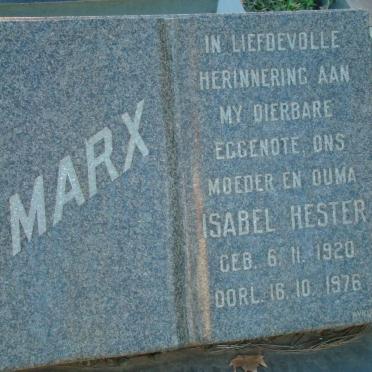 MARX
IN LIEFDEVOLLE
HERINNERING AAN
MY DIERBARE
EGGENOTE, ONS
MOEDER EN OUMA
ISABEL HESTER
GEB. 6. 11. 1920
OORL. 16. 10. 1976